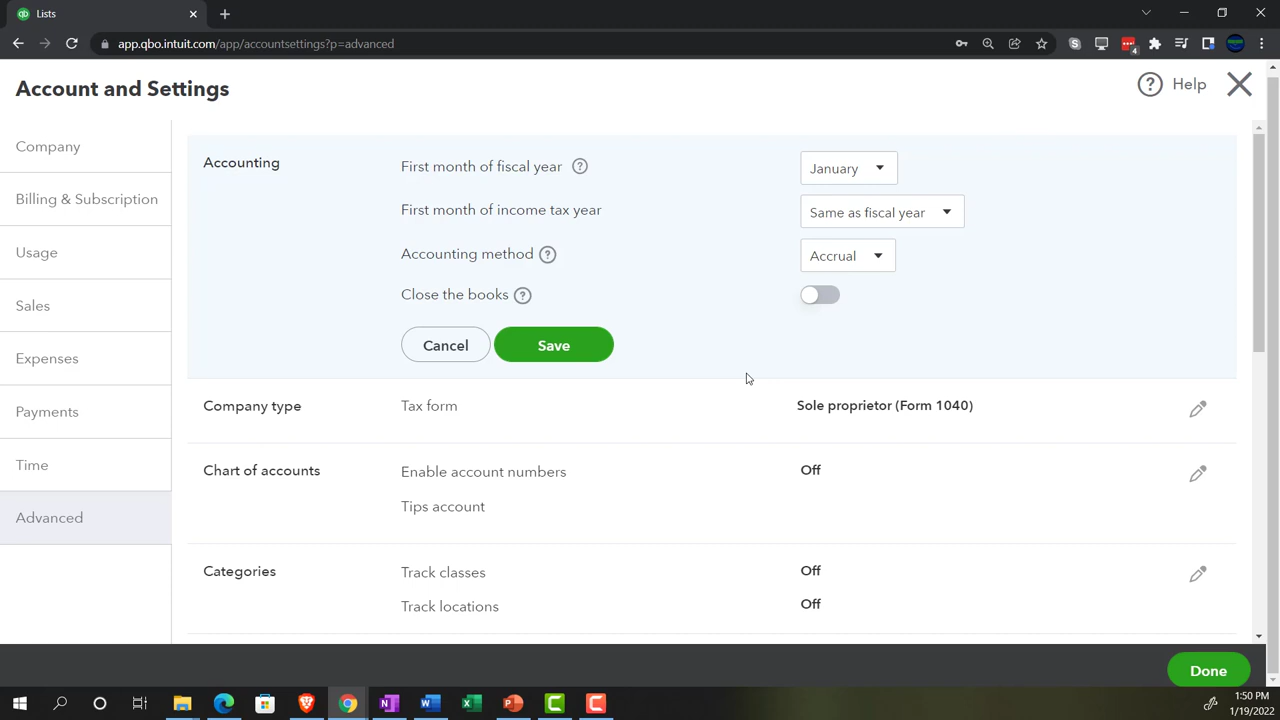 Lists
app.qbo.intuit.com/app/accountsettings?p=advanced
4
Account and Settings
? Help
Company
Billing & Subscription
Usage
Sales
Expenses
Payments
Time
Advanced
Accounting
First month of fiscal year ?
January
First month of income tax year
Same as fiscal year
Accounting method ?
Accrual
Close the books ?
Cancel
Save
Company type
Tax form
Sole proprietor (Form 1040)
Chart of accounts
Enable account numbers
Off
Tips account
Categories
Track classes
Off
Track locations
Off
Done
1:50 PM
1/19/2022